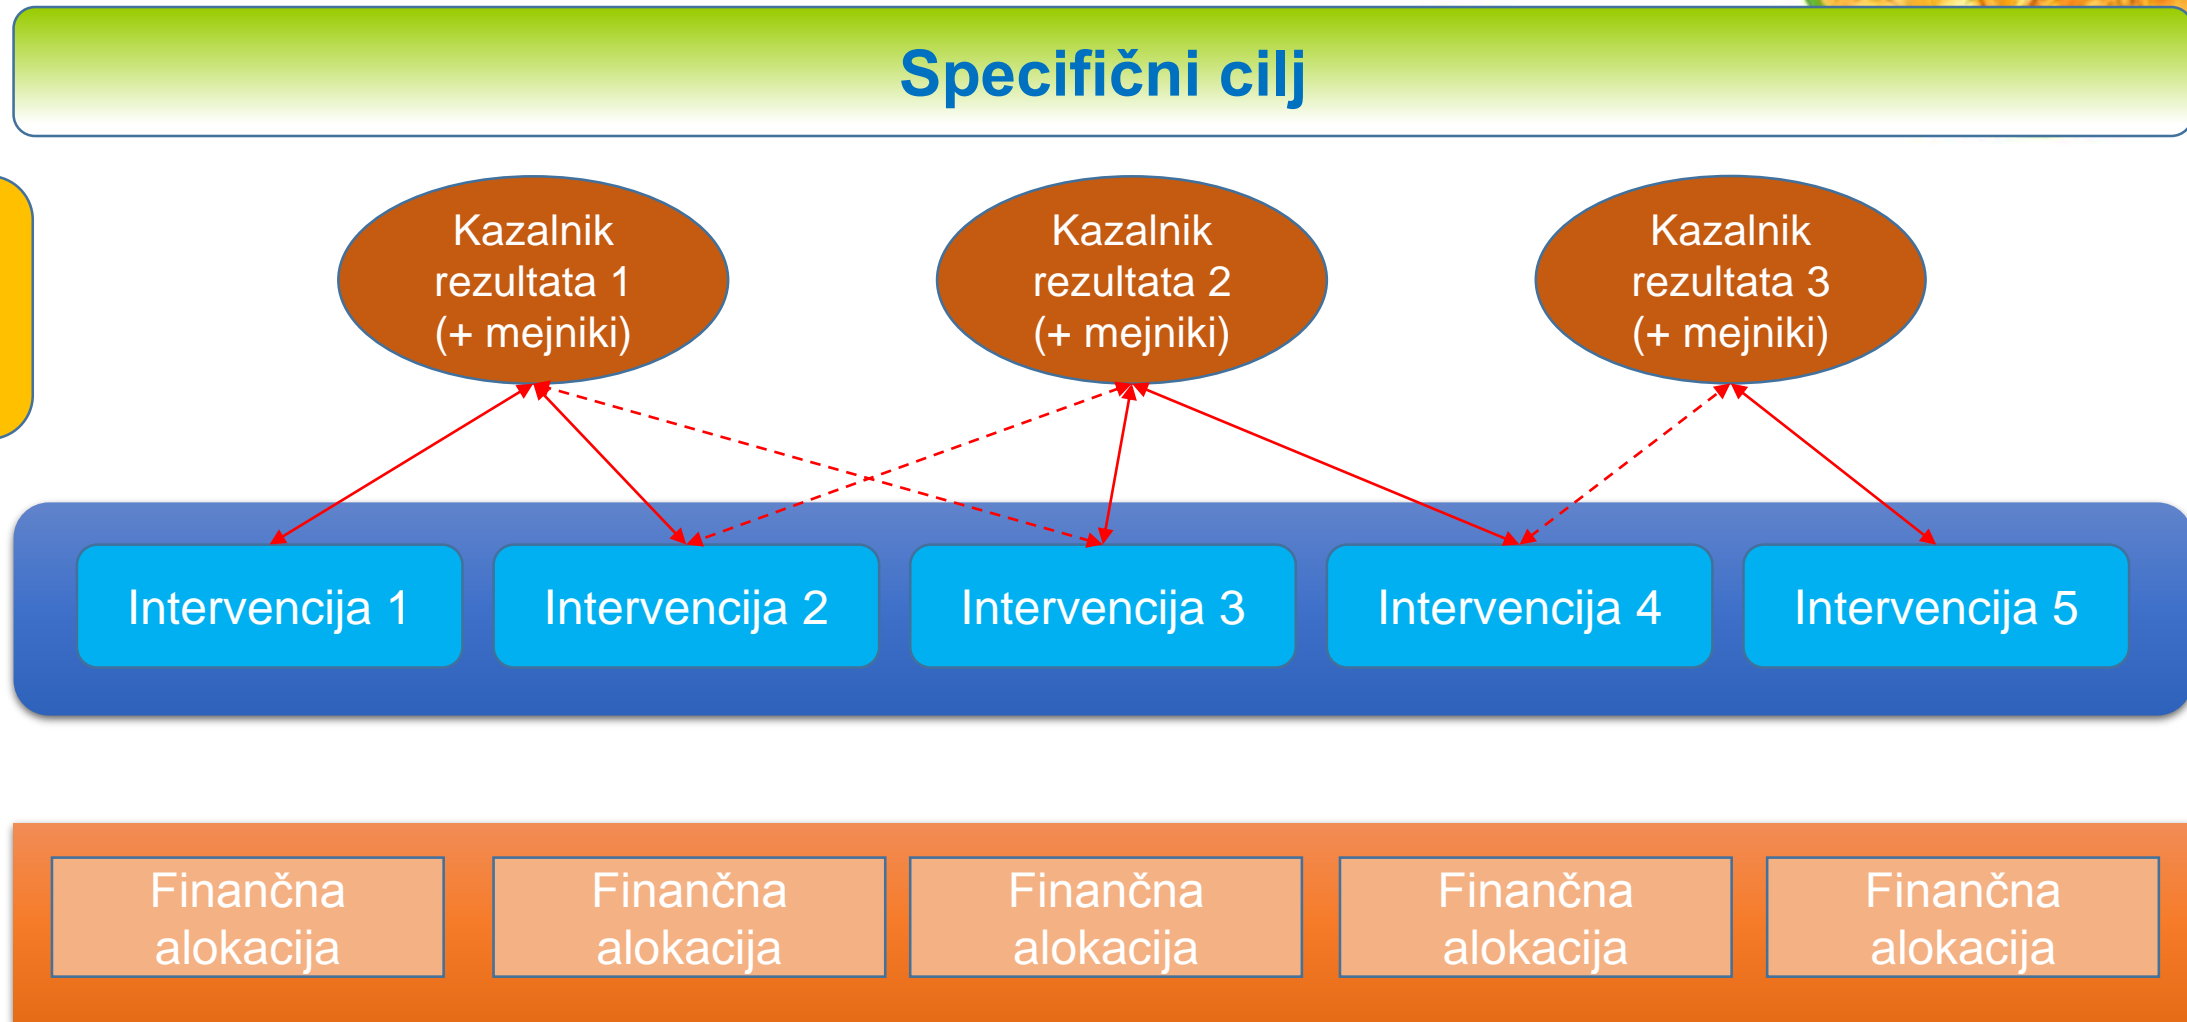 Specifični cilj
Kazalnik
rezultata 1
(+ mejniki)
Kazalnik
rezultata 2
(+ mejniki)
Kazalnik
rezultata 3
(+ mejniki)
Intervencija 1
Intervencija 2
Intervencija 3
Intervencija 4
Intervencija 5
Finančna
alokacija
Finančna
alokacija
Finančna
alokacija
Finančna
alokacija
Finančna
alokacija